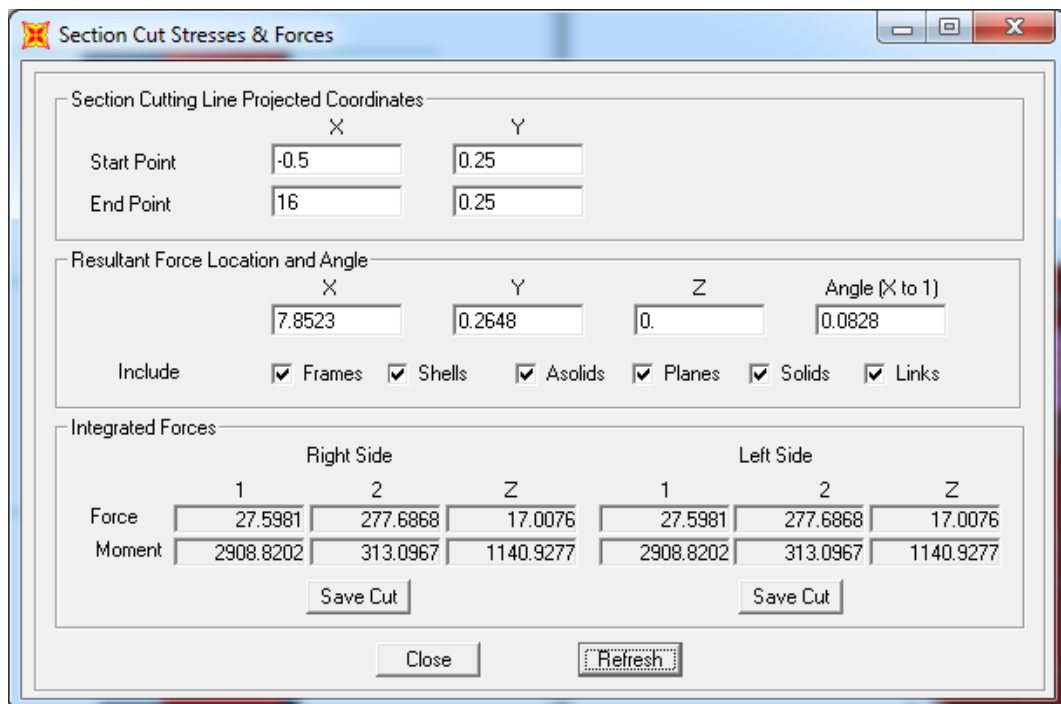 Section Cut Stresses & Forces
Section Cutting Line Projected Coordinates
X Y
Start Point -0.5 0.25
End Point 16 0.25
Resultant Force Location and Angle
X Y Z Angle (X to 1)
7.8523 0.2648 0. 0.0828
Include Frames Shells Asolids Planes Solids Links
Integrated Forces
Right Side Left Side
1 2 Z 1 2 Z
Force 27.5981 277.6868 17.0076 27.5981 277.6868 17.0076
Moment 2908.8202 313.0967 1140.9277 2908.8202 313.0967 1140.9277
Save Cut Save Cut
Close Refresh